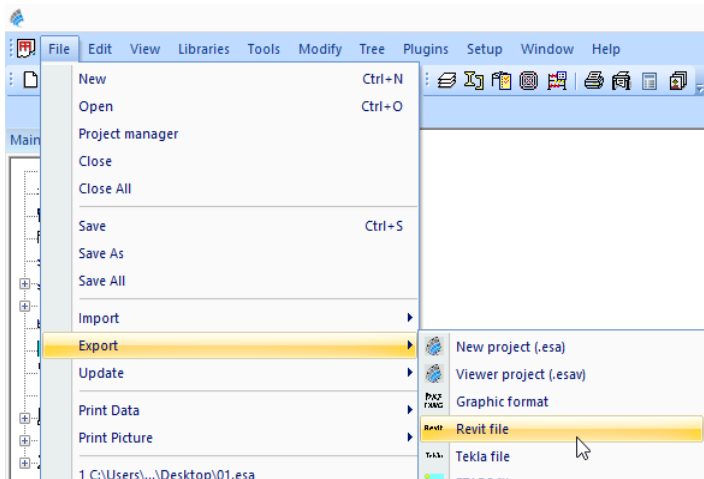 File Edit View Libraries Tools Modify Tree Plugins Setup Window Help
New Ctrl+N
Open Ctrl+O
Project manager
Main
Close
Close All
Save Ctrl+S
Save As
Save All
Import
Export
New project (.esa)
Update
Viewer project (.esav)
Graphic format
Print Data
Revit file
Print Picture
Tekla file
1 C:\Users\...\Desktop\01.esa